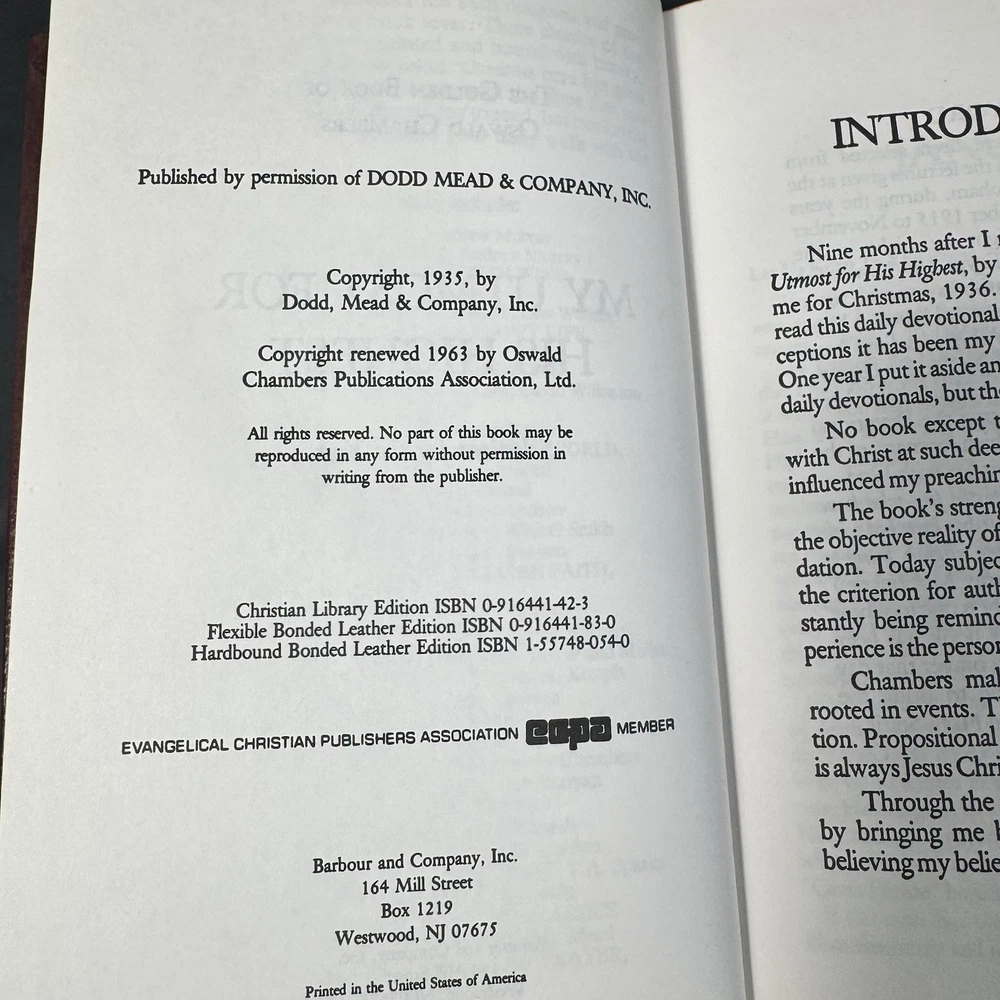 Published by permission of DODD MEAD & COMPANY, INC.
Copyright, 1935, by
Dodd, Mead & Company, Inc.
Copyright renewed 1963 by Oswald
Chambers Publications Association, Ltd.
All rights reserved. No part of this book may be
reproduced in any form without permission in
writing from the publisher.
Christian Library Edition ISBN 0-916441-42-3
Flexible Bonded Leather Edition ISBN 0-916441-83-0
Hardbound Bonded Leather Edition ISBN 1-55748-054-0
EVANGELICAL CHRISTIAN PUBLISHERS ASSOCIATION ecpa MEMBER
Barbour and Company, Inc.
164 Mill Street
Box 1219
Westwood, NJ 07675
Printed in the United States of America
INTROD
Nine months after I
Utmost for His Highest, by
me for Christmas, 1936.
read this daily devotional
ceptions it has been my
One year I put it aside an
daily devotionals, but th
No book except
with Christ at such dee
influenced my preachin
The book's streng
the objective reality of
dation. Today subjec
the criterion for auth
stantly being remin
perience is the person
Chambers mak
rooted in events. T
tion. Propositional
is always Jesus Chri
Through the
by bringing me
believing my belie